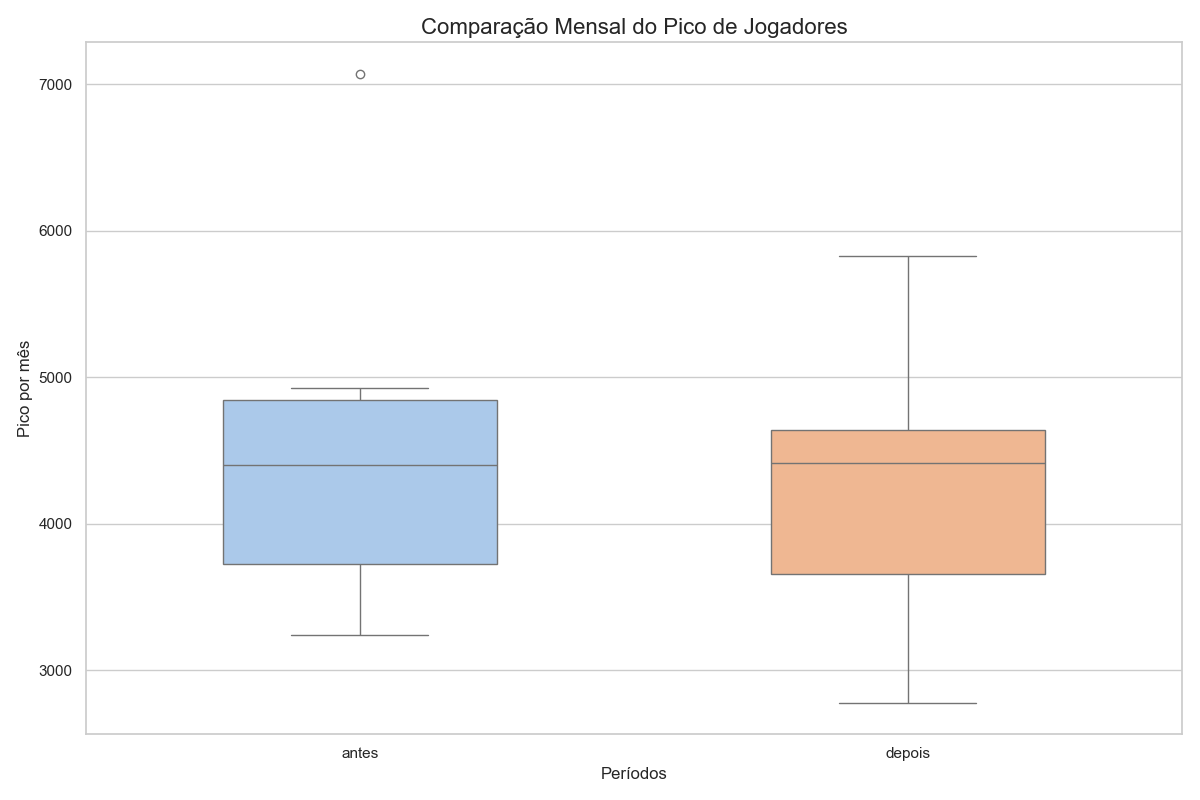 Comparação Mensal do Pico de Jogadores
7000
6000
5000
4000
3000
Pico por mês
antes
depois
Períodos